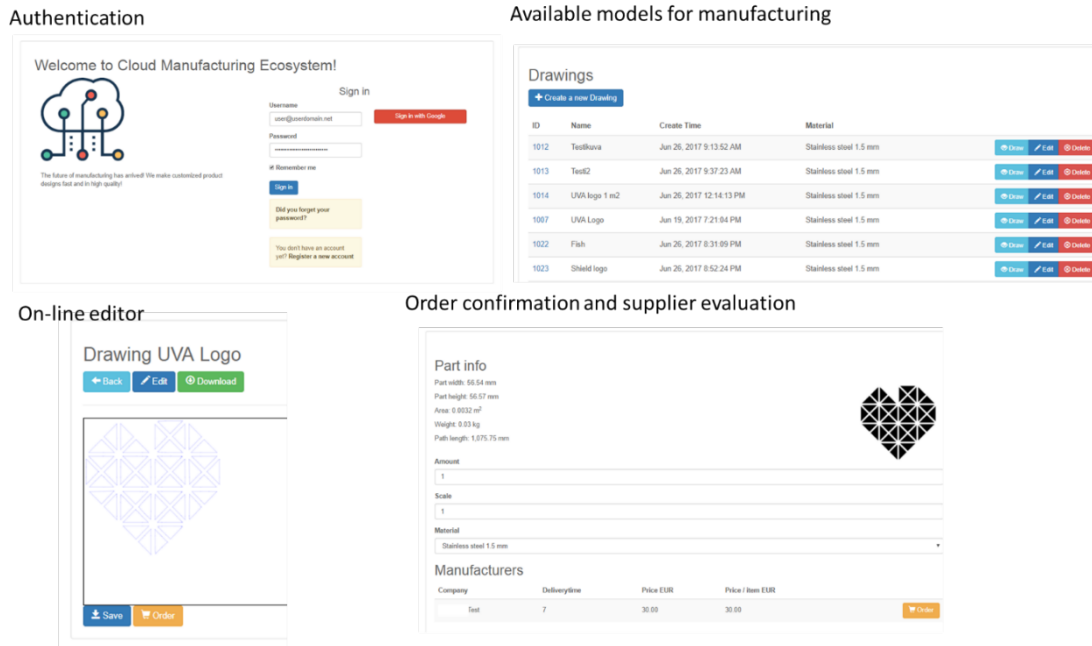 Authentication
Welcome to Cloud Manufacturing Ecosystem!
The future of manufacturing has arrived! We make customized product
designs fast and in high quality!
Sign in
Username
user@userdomain.net
Sign in with Google
Password
Remember me
Sign in
Did you forget your
password?
You don't have an account
yet? Register a new account
Available models for manufacturing
Drawings
Create a new Drawing
ID Name Create Time Material
1012 Testikuva Jun 26, 2017 9:13:52 AM Stainless steel 1.5 mm Draw Edit Delete
1013 Testi2 Jun 26, 2017 9:37:23 AM Stainless steel 1.5 mm Draw Edit Delete
1014 UVA logo 1 m2 Jun 26, 2017 12:14:13 PM Stainless steel 1.5 mm Draw Edit Delete
1007 UVA Logo Jun 19, 2017 7:21:04 PM Stainless steel 1.5 mm Draw Edit Delete
1022 Fish Jun 26, 2017 8:31:09 PM Stainless steel 1.5 mm Draw Edit Delete
1023 Shield logo Jun 26, 2017 8:52:24 PM Stainless steel 1.5 mm Draw Edit Delete
On-line editor
Drawing UVA Logo
Back Edit Download
Save Order
Order confirmation and supplier evaluation
Part info
Part width: 56.54 mm
Part height: 56.57 mm
Area: 0.0032 m²
Weight: 0.03 kg
Path length: 1,875.75 mm
Amount
1
Scale
1
Material
Stainless steel 1.5 mm
Manufacturers
Company Deliverytime Price EUR Price / Item EUR
Test 7 30.00 30.00 Order